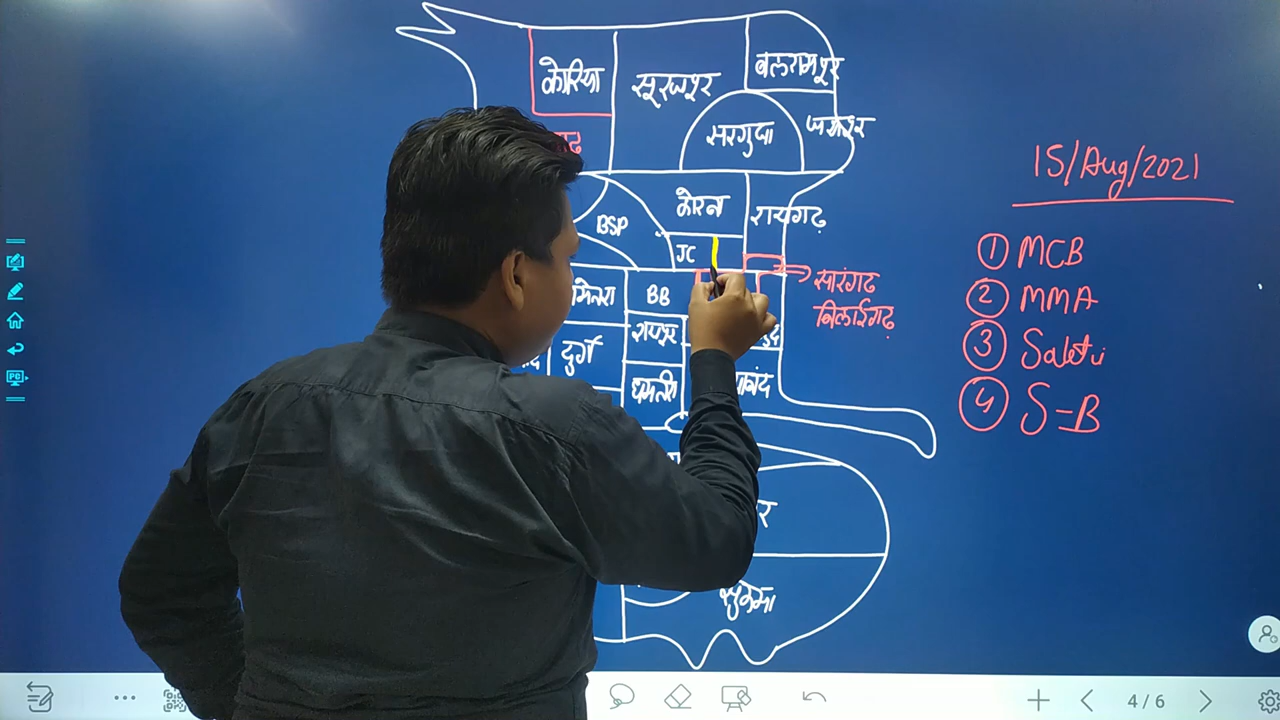 कोरिया
सूरजपुर
बलरामपुर
सरगुजा
जशपुर
15/Aug/2021
BSP
कोरबा
रायगढ़
JC
① MCB
② MMA
③ Sakti
④ S-B
सारंगढ
बिलाईगढ़
BB
रायपुर
दुर्ग
धमतरी
सुकमा
PC
4/6